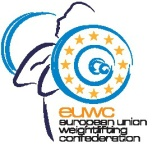 euwc
european union
weightlifting
confederation